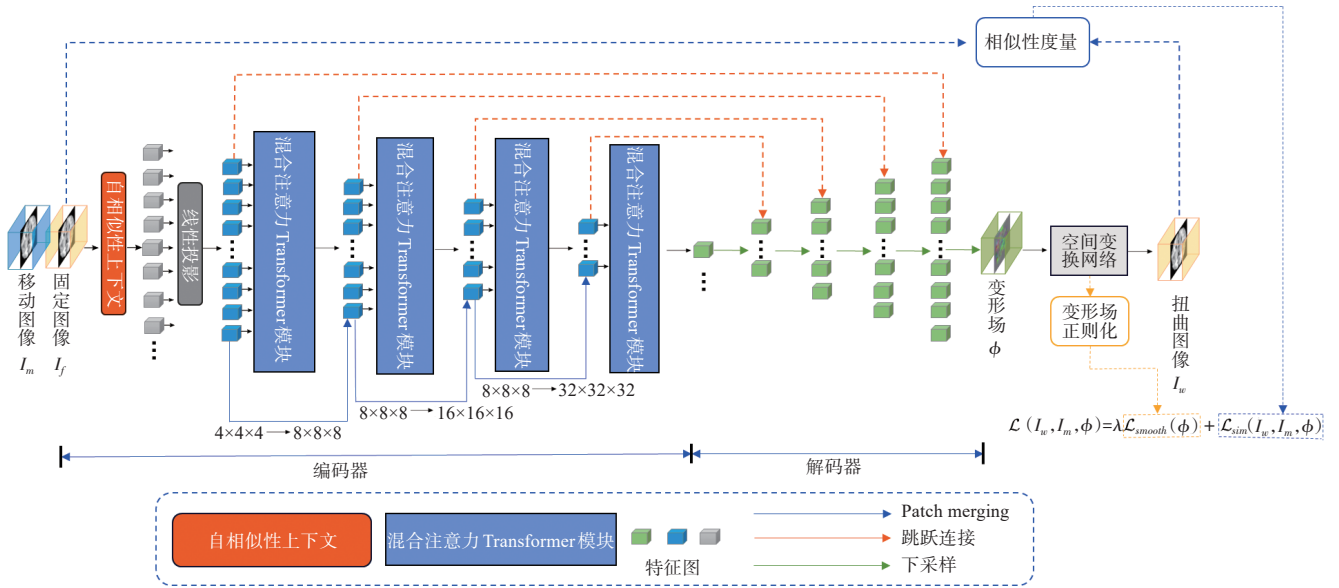 相似性度量
自相似性上下文
线性投影
混合注意力Transformer模块
混合注意力Transformer模块
混合注意力Transformer模块
混合注意力Transformer模块
移动图像
I_m
固定图像
I_f
变形场
ϕ
空间变
换网络
变形场
正则化
扭曲图像
I_w
4×4×4→8×8×8
8×8×8→16×16×16
8×8×8→32×32×32
ℒ(I_w,I_m,ϕ)=λℒ_smooth(ϕ)+ℒ_sim(I_w,I_m,ϕ)
编码器
解码器
自相似性上下文
混合注意力Transformer模块
特征图
Patch merging
跳跃连接
下采样